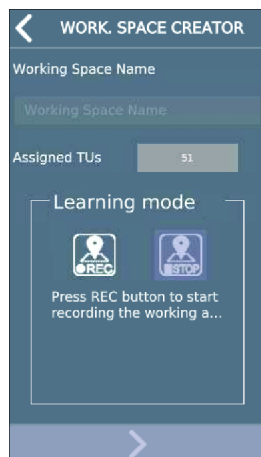 WORK. SPACE CREATOR
Working Space Name
Working Space Name
Assigned TUs
51
Learning mode
REC
STOP
Press REC button to start
recording the working a...